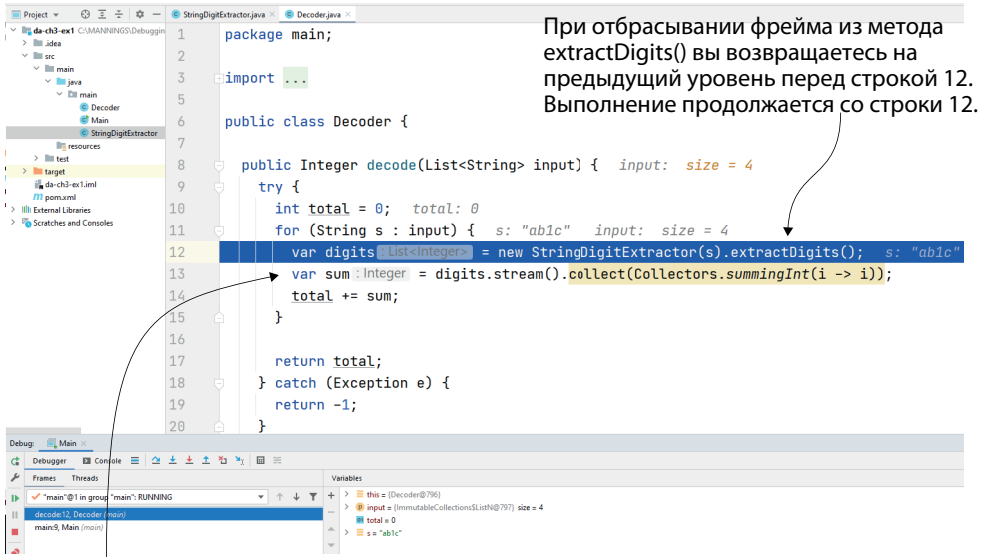 Project
StringDigitExtractor.java
Decoder.java
При отбрасывании фрейма из метода
extractDigits() вы возвращаетесь на
предыдущий уровень перед строкой 12.
Выполнение продолжается со строки 12.
da-ch3-ex1 C:\MANNINGS\Debuggin
.idea
src
main
java
main
Decoder
Main
StringDigitExtractor
resources
test
target
da-ch3-ex1.iml
pom.xml
External Libraries
Scratches and Consoles
1 package main;
2
3 import ...
5
6 public class Decoder {
7
8 public Integer decode(List<String> input) { input: size = 4
9 try {
10 int total = 0; total: 0
11 for (String s : input) { s: "ab1c" input: size = 4
12 var digits : List<Integer> = new StringDigitExtractor(s).extractDigits(); s: "ab1c"
13 var sum : Integer = digits.stream().collect(Collectors.summingInt(i -> i));
14 total += sum;
15 }
16
17 return total;
18 } catch (Exception e) {
19 return -1;
20 }
Debug: Main
Debugger Console
Frames Threads
"main"@1 in group "main": RUNNING
decode:12, Decoder (main)
main:9, Main (main)
Variables
this = {Decoder@796}
input = {ImmutableCollections$ListN@797} size = 4
total = 0
s = "ab1c"